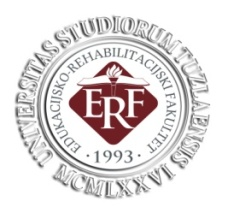 UNIVERSITAS STUDIORUM TUZLAENSIS
MCMLXXVI
EDUKACIJSKO-REHABILITACIJSKI FAKULTET
ERF
·1993·